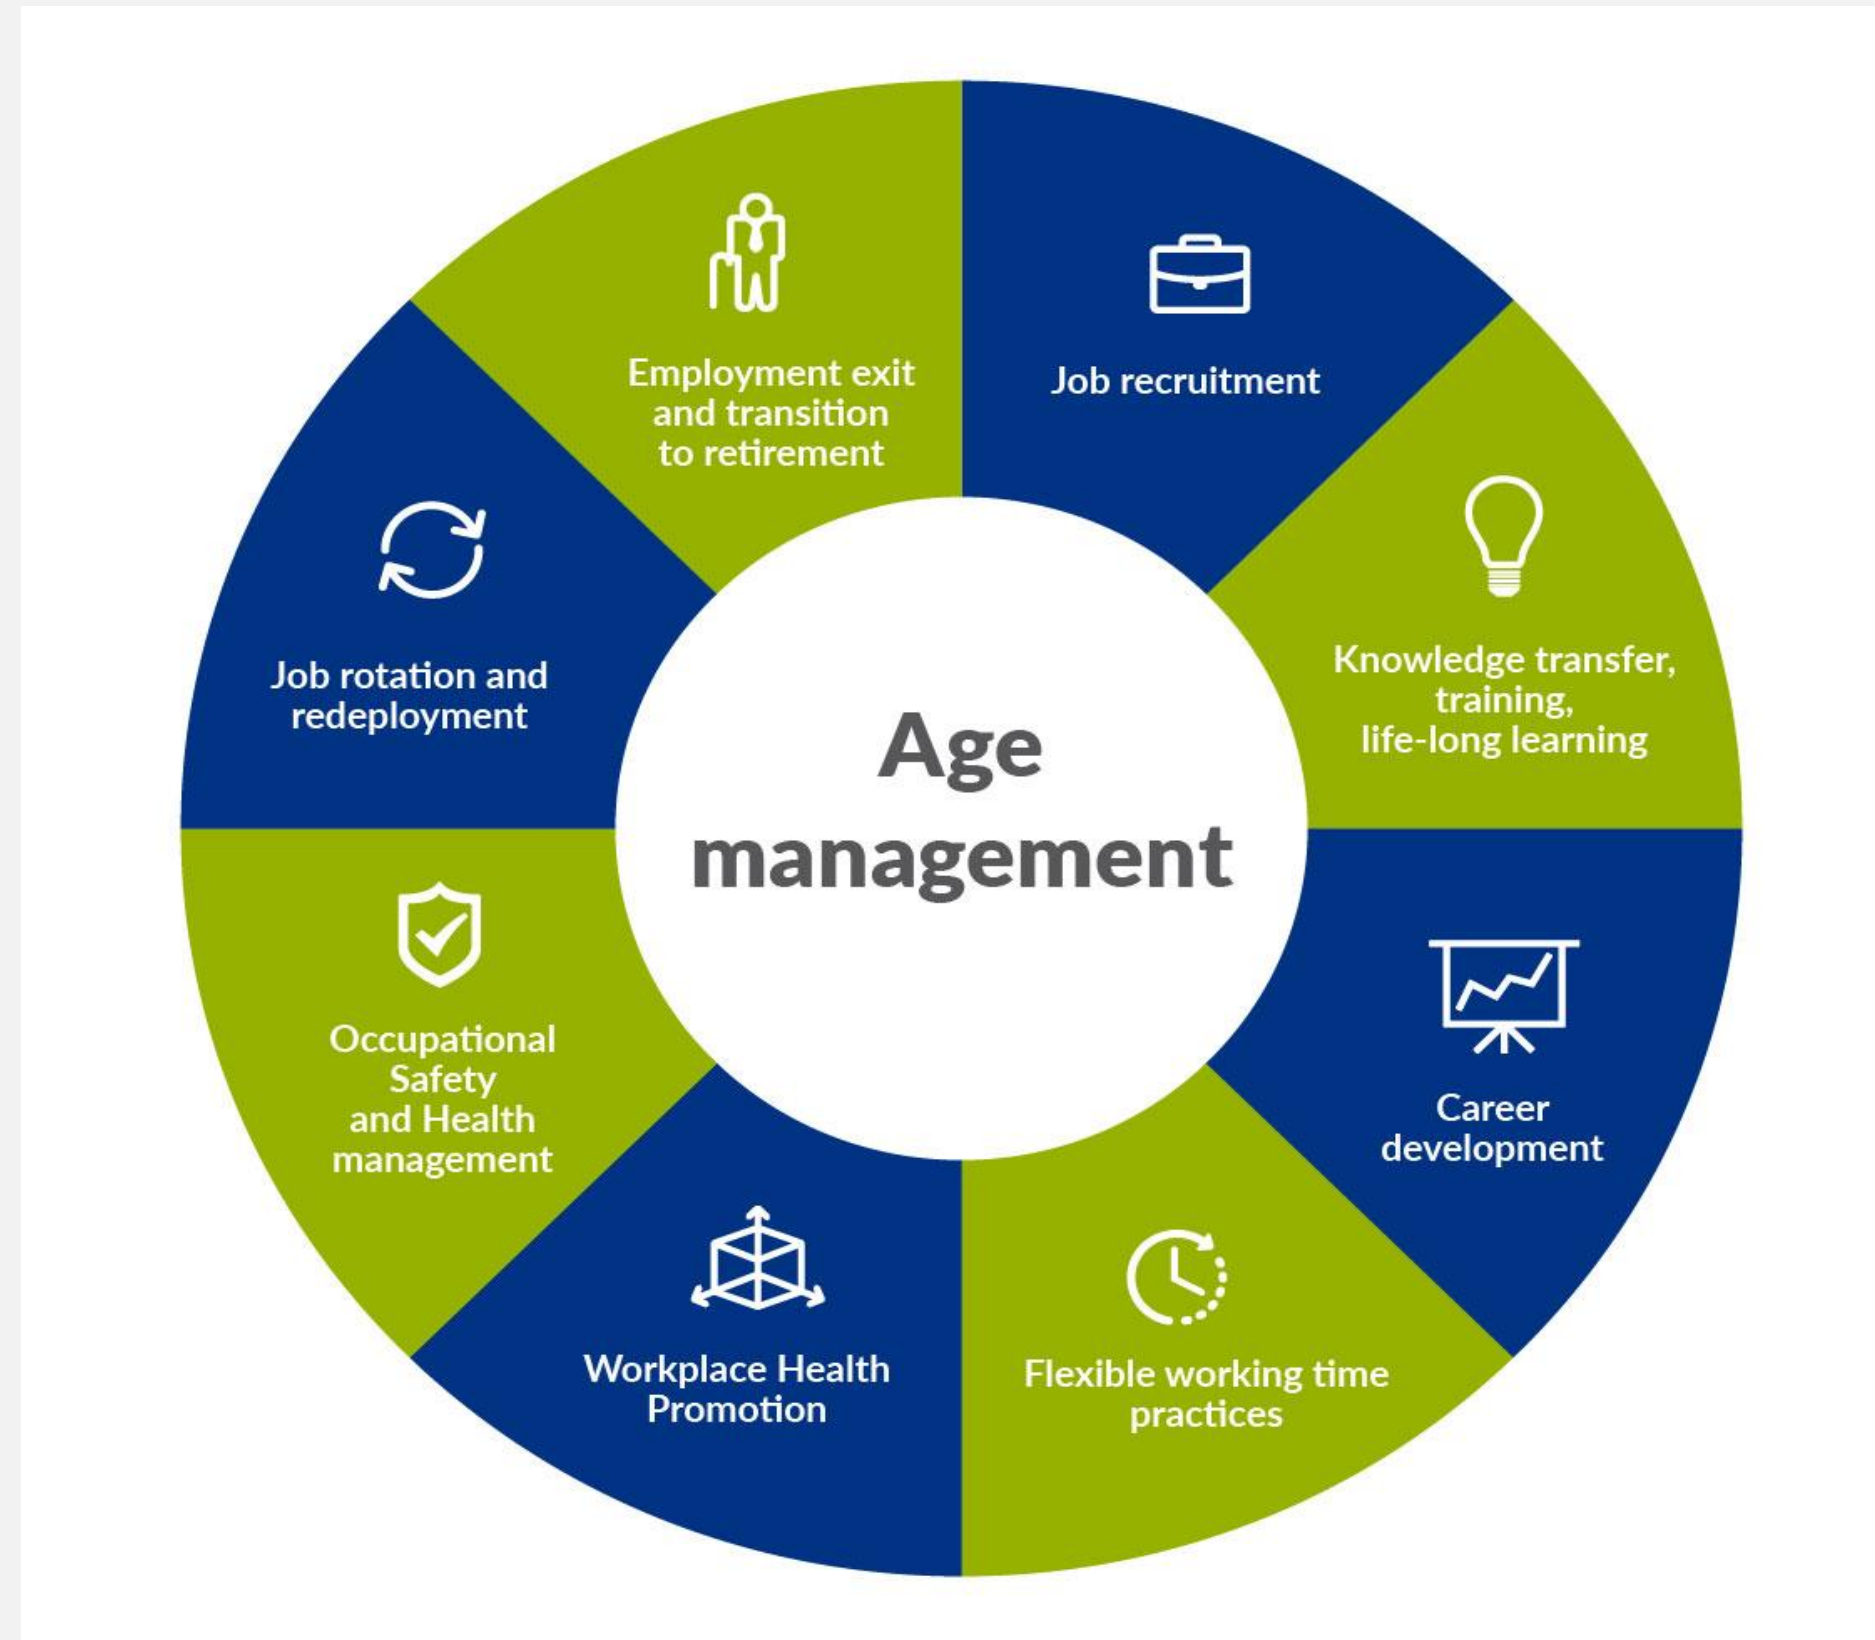 Employment exit
and transition
to retirement
Job recruitment
Knowledge transfer,
training,
life-long learning
Job rotation and
redeployment
Age
management
Career
development
Occupational
Safety
and Health
management
Workplace Health
Promotion
Flexible working time
practices